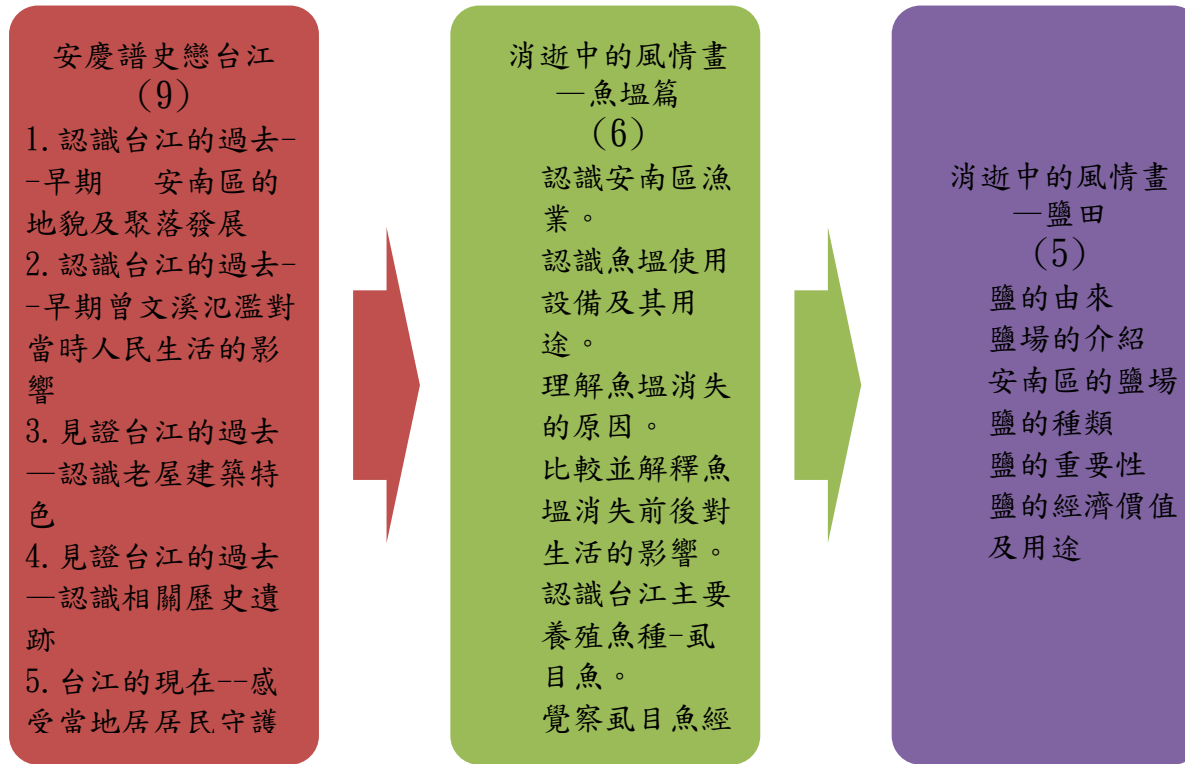 安慶譜史戀台江
(9)
1.認識台江的過去-
-早期　安南區的
地貌及聚落發展
2.認識台江的過去-
-早期曾文溪氾濫對
當時人民生活的影
響
3.見證台江的過去
—認識老屋建築特
色
4.見證台江的過去
—認識相關歷史遺
跡
5.台江的現在--感
受當地居居民守護
消逝中的風情畫
—魚塭篇
(6)
認識安南區漁
業。
認識魚塭使用
設備及其用
途。
理解魚塭消失
的原因。
比較並解釋魚
塭消失前後對
生活的影響。
認識台江主要
養殖魚種-虱
目魚。
覺察虱目魚經
消逝中的風情畫
—鹽田
(5)
鹽的由來
鹽場的介紹
安南區的鹽場
鹽的種類
鹽的重要性
鹽的經濟價值
及用途